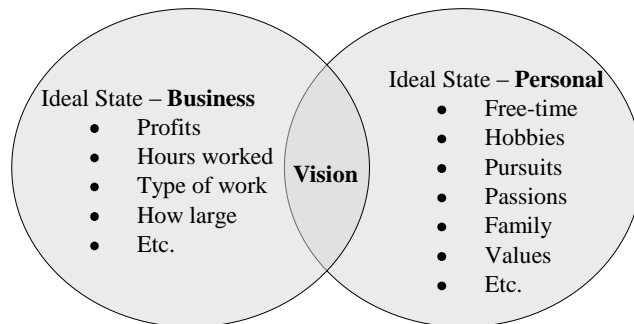 Ideal State – Business
● Profits
● Hours worked
● Type of work
● How large
● Etc.
Vision
Ideal State – Personal
● Free-time
● Hobbies
● Pursuits
● Passions
● Family
● Values
● Etc.